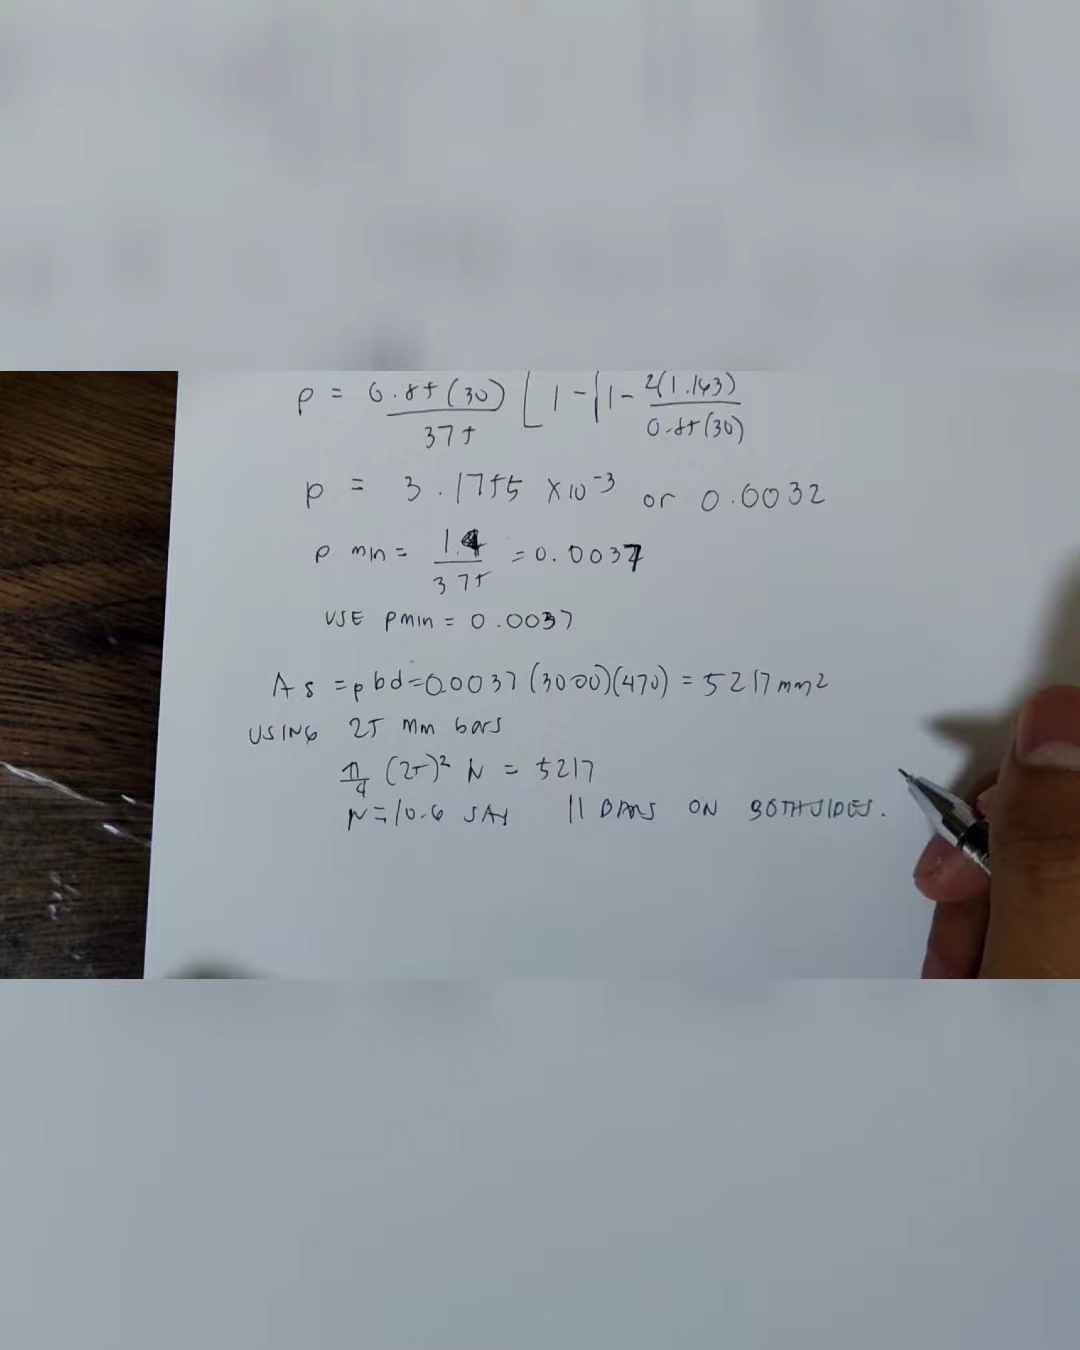 ρ = 0.85(30)/375 [1 - √1 - 2(1.143)/0.85(30)
ρ = 3.1755 x10⁻³ or 0.0032
ρ min = 1.4/375 = 0.0037
USE ρmin = 0.0037
As = ρbd = 0.0037(3000)(470) = 5217mm²
USING 25 mm bars
π/4 (25)² N = 5217
N = 10.6 SAY 11 BARS ON BOTH SIDES.